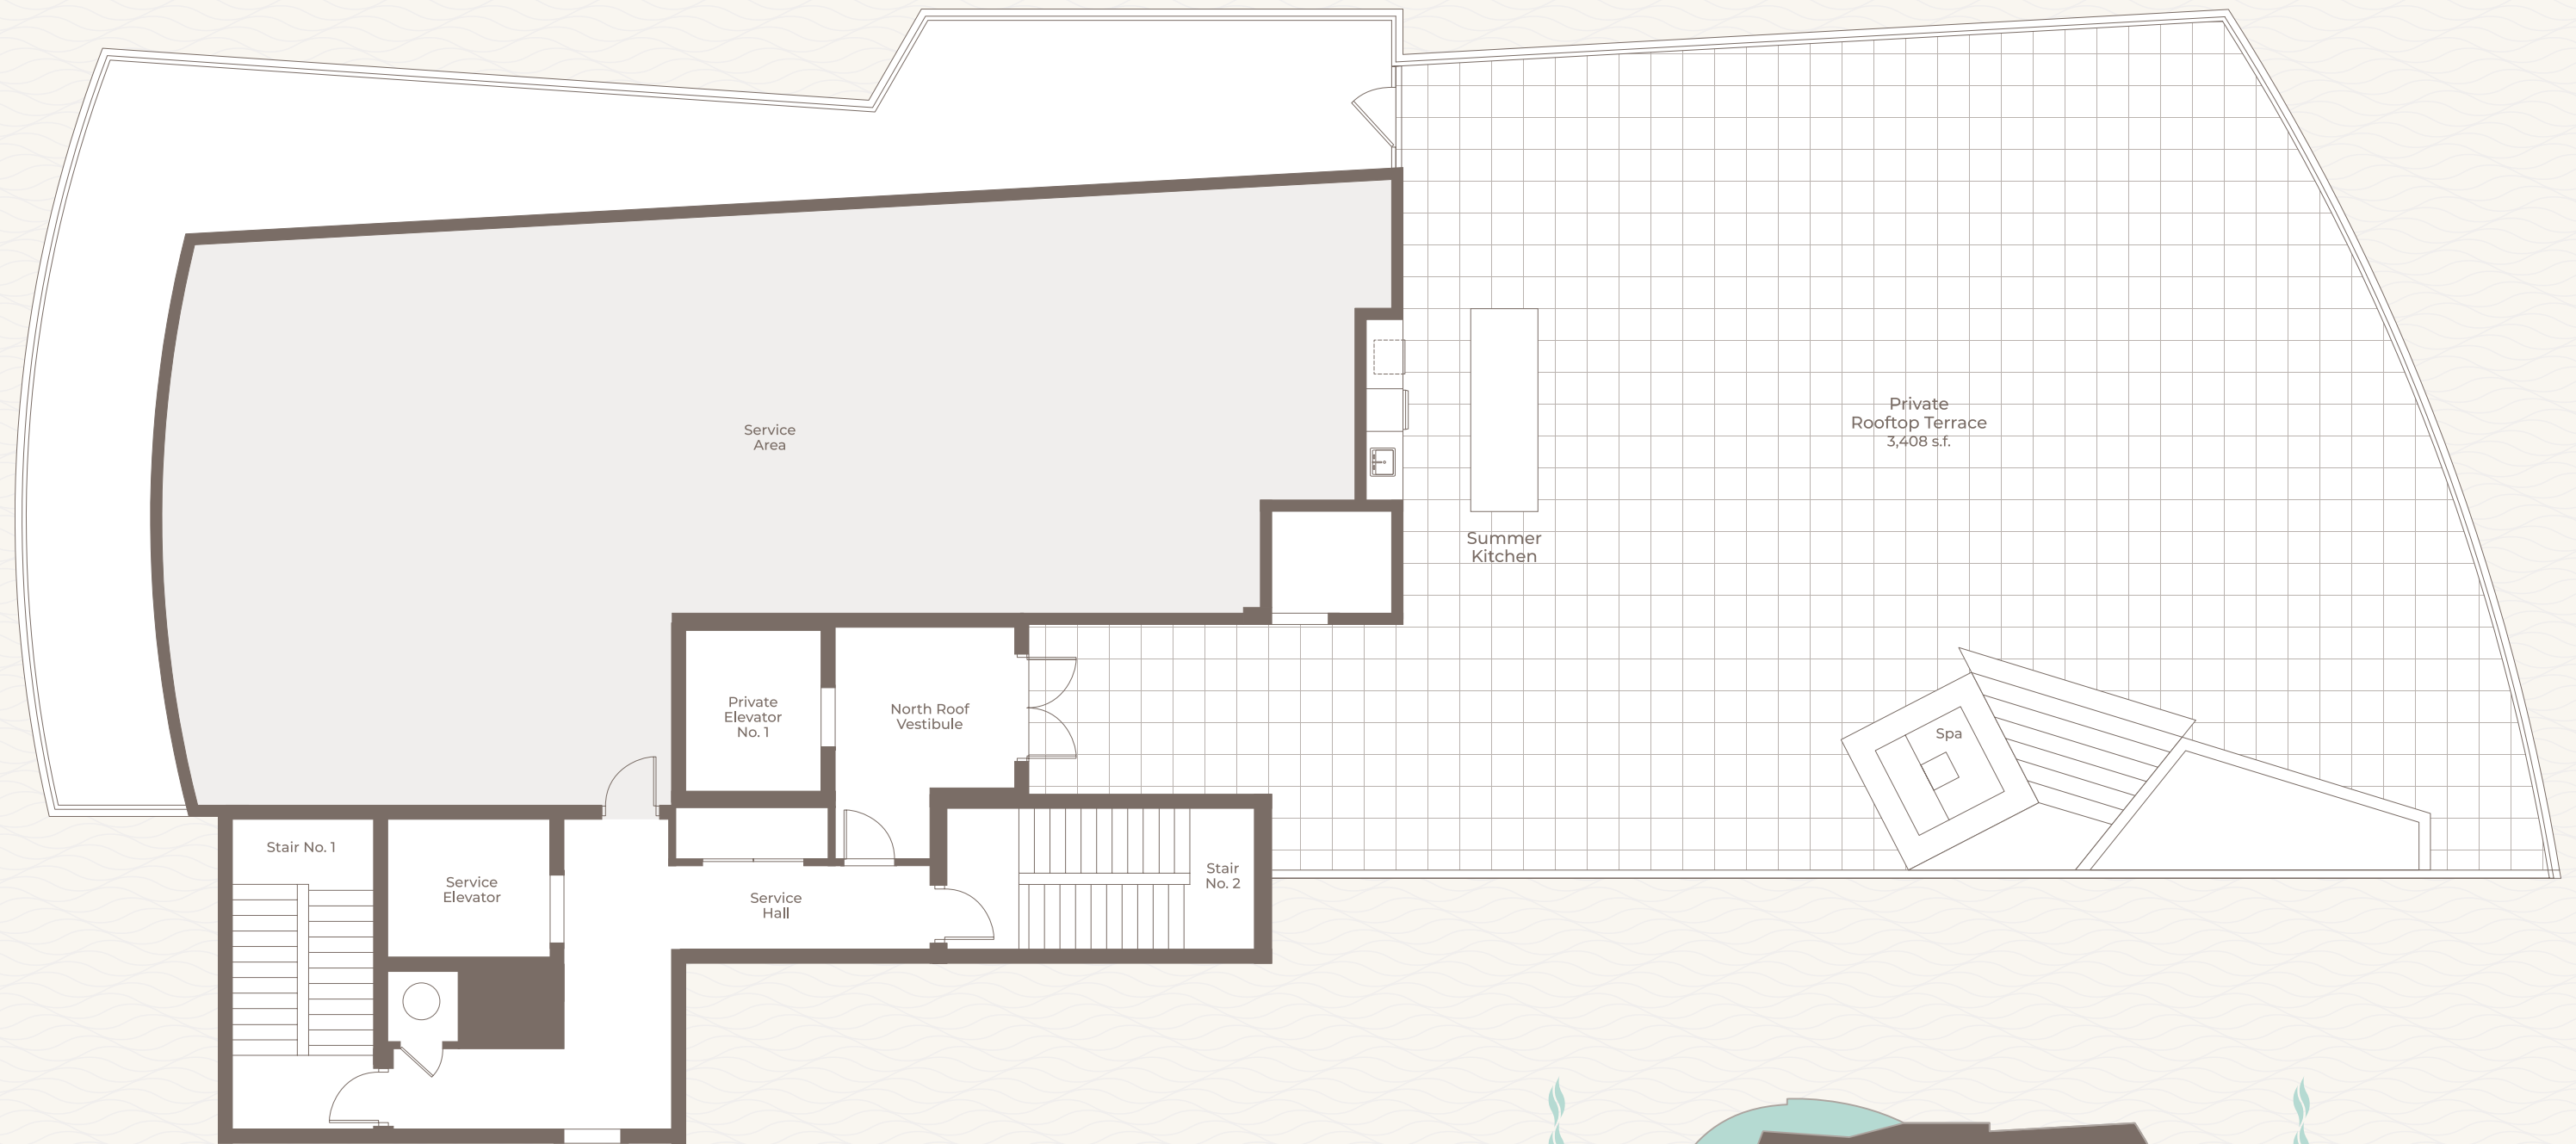 Private
Rooftop Terrace
3,408 s.f.
Service
Area
Summer
Kitchen
Private
Elevator
No. 1
North Roof
Vestibule
Spa
Stair No. 1
Service
Elevator
Service
Hall
Stair
No. 2